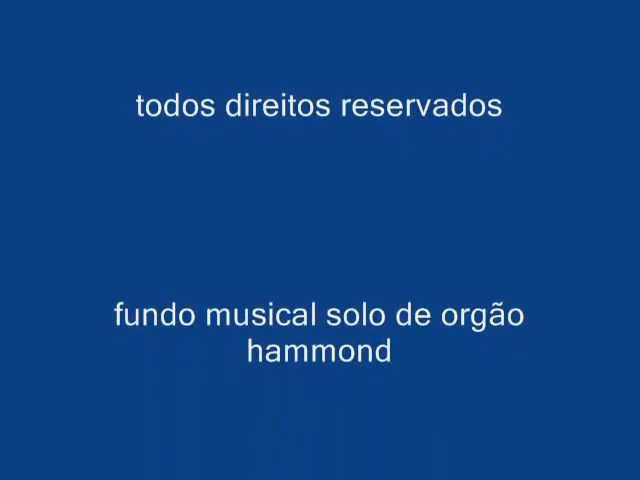 todos direitos reservados
fundo musical solo de orgão
hammond